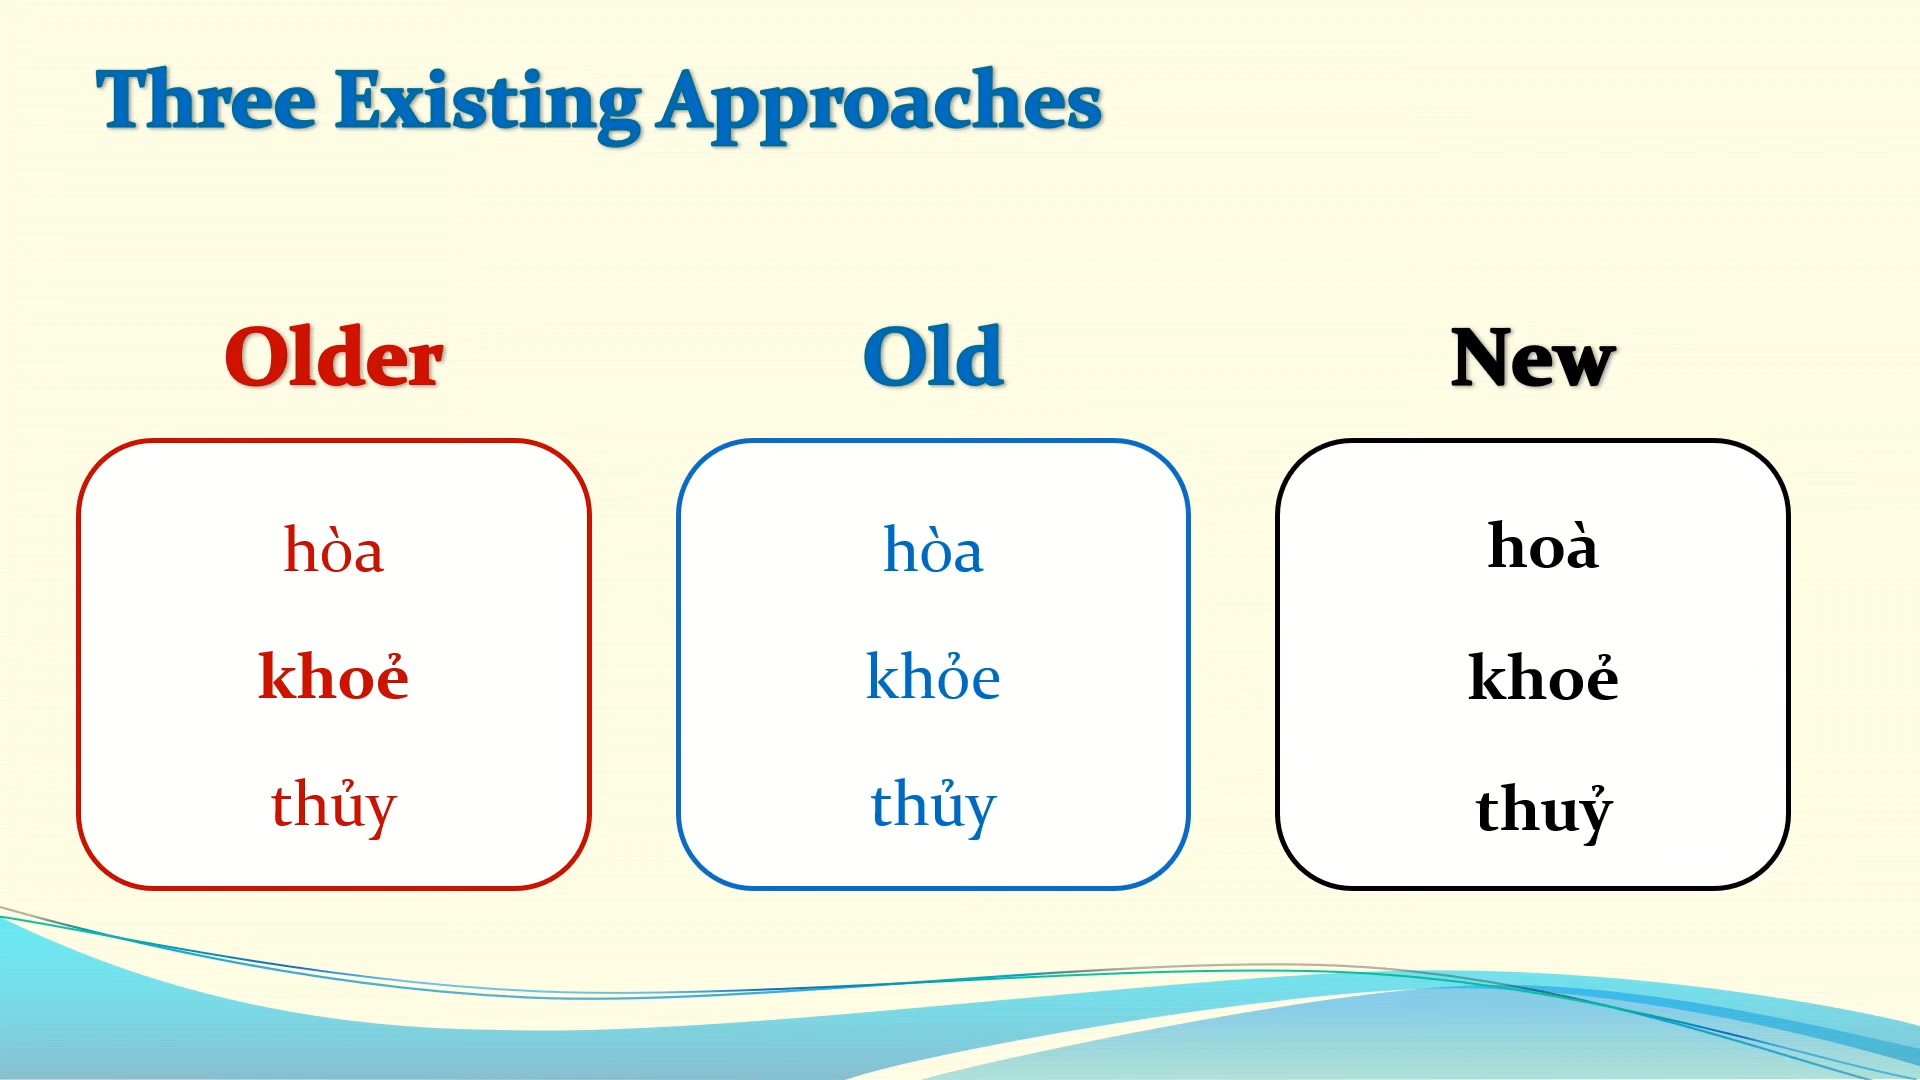 Three Existing Approaches
Older
hòa
khoẻ
thủy
Old
hòa
khỏe
thủy
New
hoà
khoẻ
thuỷ